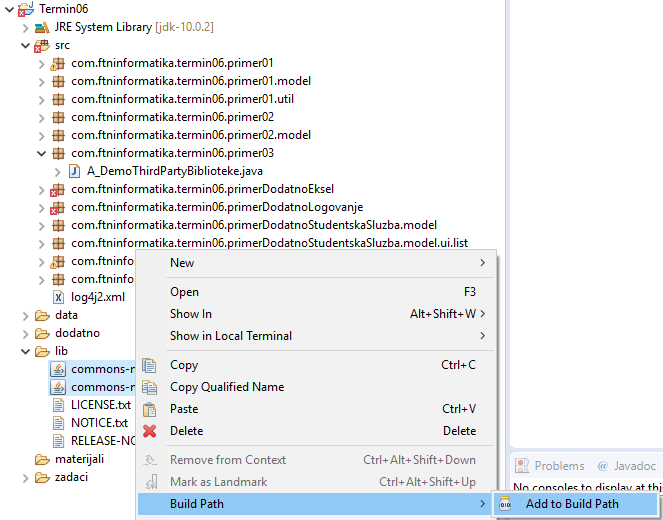 Termin06
JRE System Library [jdk-10.0.2]
src
com.ftninformatika.termin06.primer01
com.ftninformatika.termin06.primer01.model
com.ftninformatika.termin06.primer01.util
com.ftninformatika.termin06.primer02
com.ftninformatika.termin06.primer02.model
com.ftninformatika.termin06.primer03
A_DemoThirdPartyBiblioteke.java
com.ftninformatika.termin06.primerDodatnoEksel
com.ftninformatika.termin06.primerDodatnoLogovanje
com.ftninformatika.termin06.primerDodatnoStudentskaSluzba.model
com.ftninformatika.termin06.primerDodatnoStudentskaSluzba.model.ui.list
com.ftninfo
com.ftninfo
log4j2.xml
data
dodatno
lib
commons-
commons-
LICENSE.txt
NOTICE.txt
RELEASE-NO
materijali
zadaci
New
Open F3
Show In Alt+Shift+W
Show in Local Terminal
Copy Ctrl+C
Copy Qualified Name
Paste Ctrl+V
Delete Delete
Remove from Context Ctrl+Alt+Shift+Down
Mark as Landmark Ctrl+Alt+Shift+Up
Build Path
Add to Build Path
Problems @ Javadoc
No consoles to display at thi